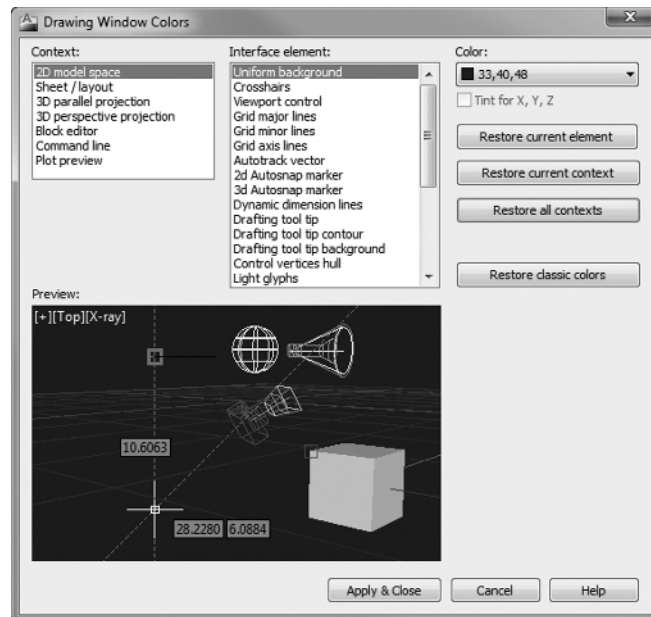 Drawing Window Colors
Context:
2D model space
Sheet / layout
3D parallel projection
3D perspective projection
Block editor
Command line
Plot preview
Interface element:
Uniform background
Crosshairs
Viewport control
Grid major lines
Grid minor lines
Grid axis lines
Autotrack vector
2d Autosnap marker
3d Autosnap marker
Dynamic dimension lines
Drafting tool tip
Drafting tool tip contour
Drafting tool tip background
Control vertices hull
Light glyphs
Color:
33,40,48
Tint for X, Y, Z
Restore current element
Restore current context
Restore all contexts
Restore classic colors
Preview:
[+][Top][X-ray]
10.6063
28.2280 6.0884
Apply & Close
Cancel
Help